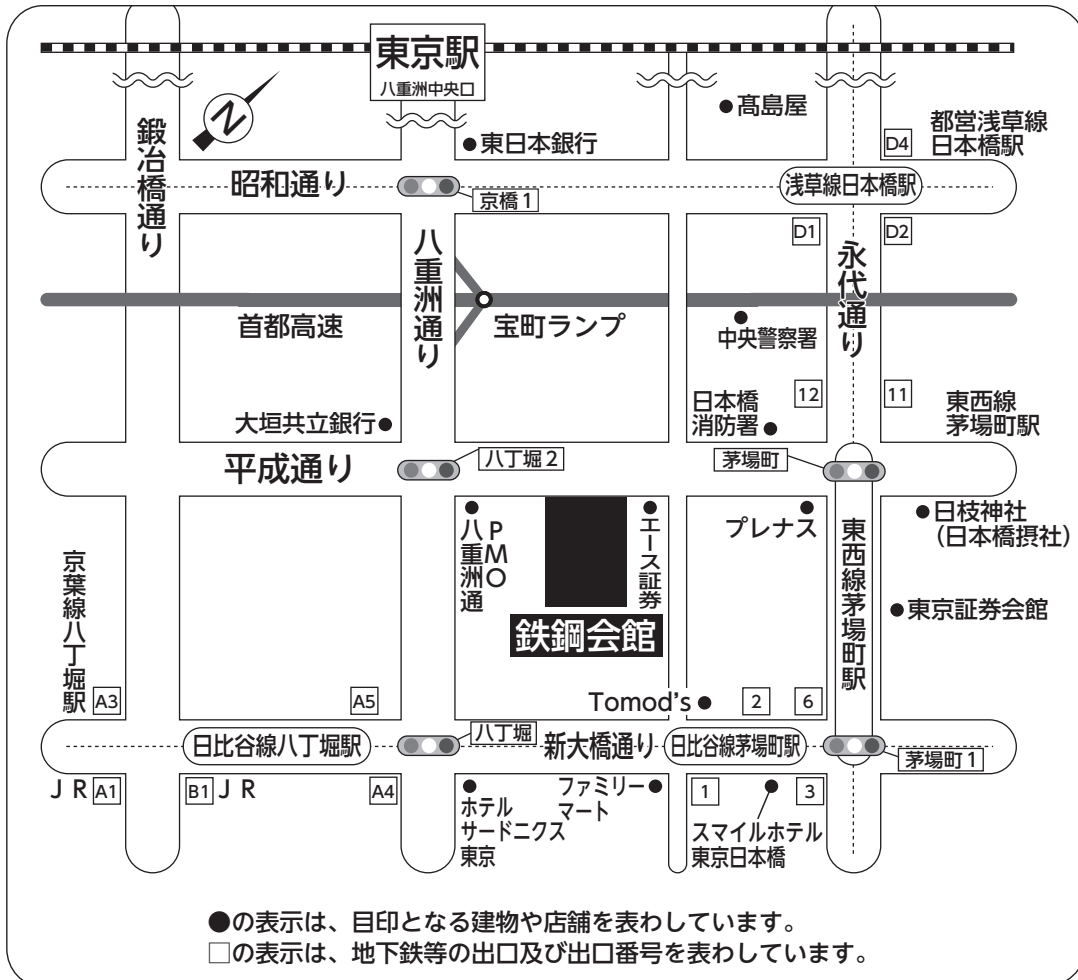 東京駅
八重洲中央口
N
髙島屋
鍛冶橋通り
東日本銀行
D4
都営浅草線
日本橋駅
昭和通り
京橋1
浅草線日本橋駅
D1
D2
八重洲通り
永代通り
首都高速
宝町ランプ
中央警察署
12
11
大垣共立銀行
日本橋
消防署
東西線
茅場町駅
平成通り
八丁堀2
茅場町
PMO
八重洲通
エース証券
プレナス
日枝神社
(日本橋摂社)
東西線茅場町駅
東京証券会館
鉄鋼会館
京葉線八丁堀駅
A3
A5
Tomod's
2
6
日比谷線八丁堀駅
八丁堀
新大橋通り
日比谷線茅場町駅
茅場町1
JR
A1
B1
JR
A4
ホテル
サードニクス
東京
ファミリー
マート
1
3
スマイルホテル
東京日本橋
●の表示は、目印となる建物や店舗を表わしています。
□の表示は、地下鉄等の出口及び出口番号を表わしています。